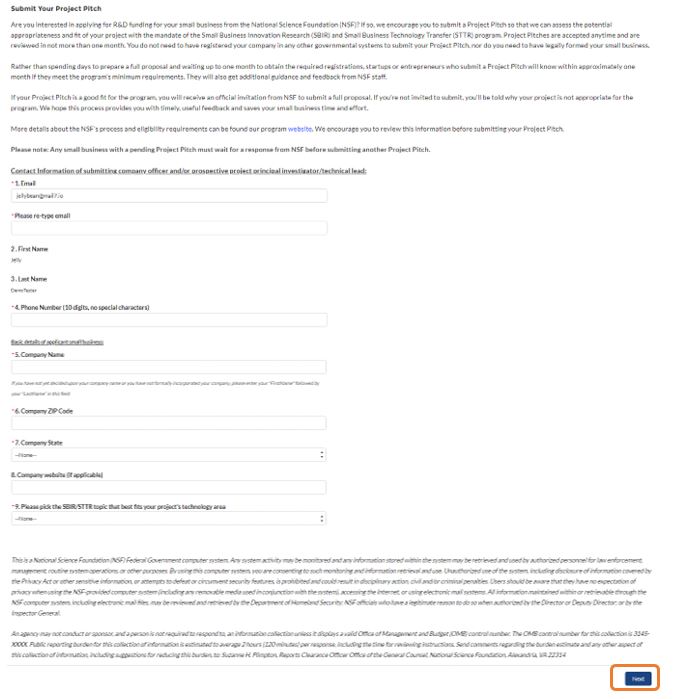 Submit Your Project Pitch
Are you interested in applying for R&D funding for your small business from the National Science Foundation (NSF)? If so, we encourage you to submit a Project Pitch so that we can assess the potential
appropriateness and fit of your project with the mandate of the Small Business Innovation Research (SBIR) and Small Business Technology Transfer (STTR) program. Project Pitches are accepted anytime and are
reviewed in not more than one month. You do not need to have registered your company in any other governmental systems to submit your Project Pitch, nor do you need to have legally formed your small business.
Rather than spending days to prepare a full proposal and waiting up to one month to obtain the required registrations, startups or entrepreneurs who submit a Project Pitch will know within approximately one
month if they meet the program's minimum requirements. They will also get additional guidance and feedback from NSF staff.
If your Project Pitch is a good fit for the program, you will receive an official invitation from NSF to submit a full proposal. If you're not invited to submit, you'll be told why your project is not appropriate for the
program. We hope this process provides you with timely, useful feedback and saves your small business time and effort.
More details about the NSF's process and eligibility requirements can be found our program website. We encourage you to review this information before submitting your Project Pitch.
Please note: Any small business with a pending Project Pitch must wait for a response from NSF before submitting another Project Pitch.
Contact Information of submitting company officer and/or prospective project principal investigator/technical lead:
*1. Email
*Please re-type email
2. First Name
Jelly
3. Last Name
*4. Phone Number (10 digits, no special characters)
Basic details of applicant small business:
*5. Company Name
If you have not yet decided upon your company name or you have not formally incorporated your company, please enter your "FirstName" followed by
your "LastName" in this field
*6. Company ZIP Code
*7. Company State
--None--
8. Company website (if applicable)
*9. Please pick the SBIR/STTR topic that best fits your project's technology area
--None--
This is a National Science Foundation (NSF) Federal Government computer system. Any system activity may be monitored and any information stored within the system may be retrieved and used by authorized personnel for law enforcement,
management, routine system operations, or other purposes. By using this computer system, you are consenting to such monitoring and information retrieval and use. Unauthorized use of the system, including disclosure of information covered by
the Privacy Act or other sensitive information, or attempts to defeat or circumvent security features, is prohibited and could result in disciplinary action, civil and/or criminal penalties. Users should be aware that they have no expectation of
privacy when using the NSF-provided computer system (including any removable media used in conjunction with the system), accessing the Internet, or using electronic mail systems. All information maintained within or retrievable through the
NSF computer system, including electronic mail files, may be reviewed and retrieved by the Department of Homeland Security, NSF officials who have a legitimate reason to do so when authorized by the Director or Deputy Director, or by the
Inspector General.
An agency may not conduct or sponsor, and a person is not required to respond to, an information collection unless it displays a valid Office of Management and Budget (OMB) control number. The OMB control number for this collection is 3145-
XXXX. Public reporting burden for this collection of information is estimated to average 2 hours (120 minutes) per response, including the time for reviewing instructions. Send comments regarding the burden estimate and any other aspect of
this collection of information, including suggestions for reducing this burden, to: Suzanne H. Plimpton, Reports Clearance Officer Office of the General Counsel, National Science Foundation, Alexandria, VA 22314
Next